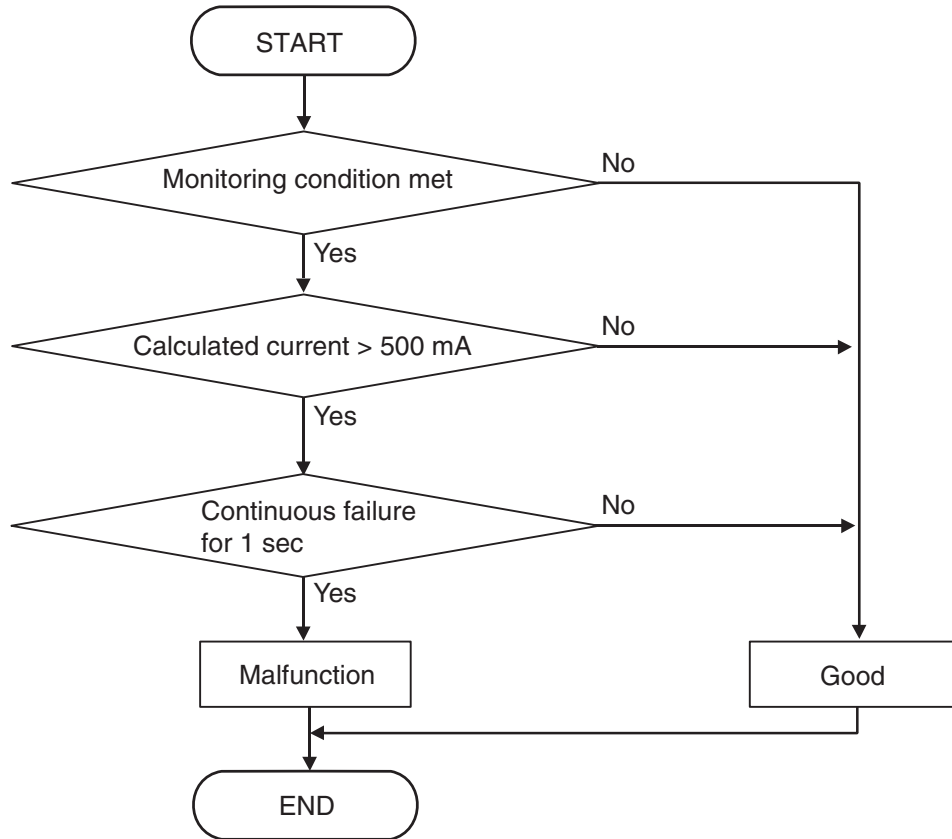 START
Monitoring condition met
No
Yes
Calculated current > 500 mA
No
Yes
Continuous failure
for 1 sec
No
Yes
Malfunction
Good
END